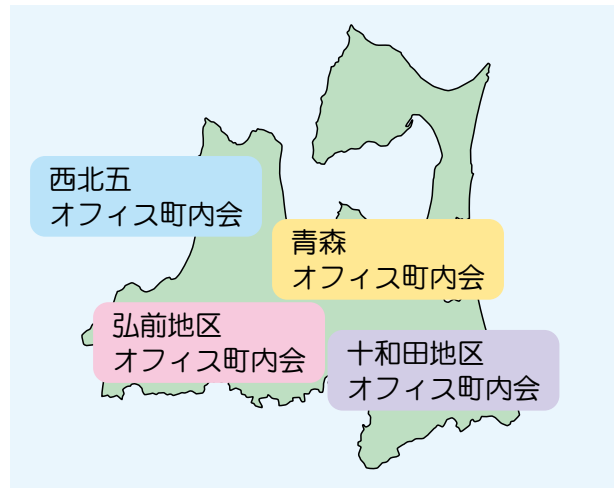 西北五
オフィス町内会
青森
オフィス町内会
弘前地区
オフィス町内会
十和田地区
オフィス町内会